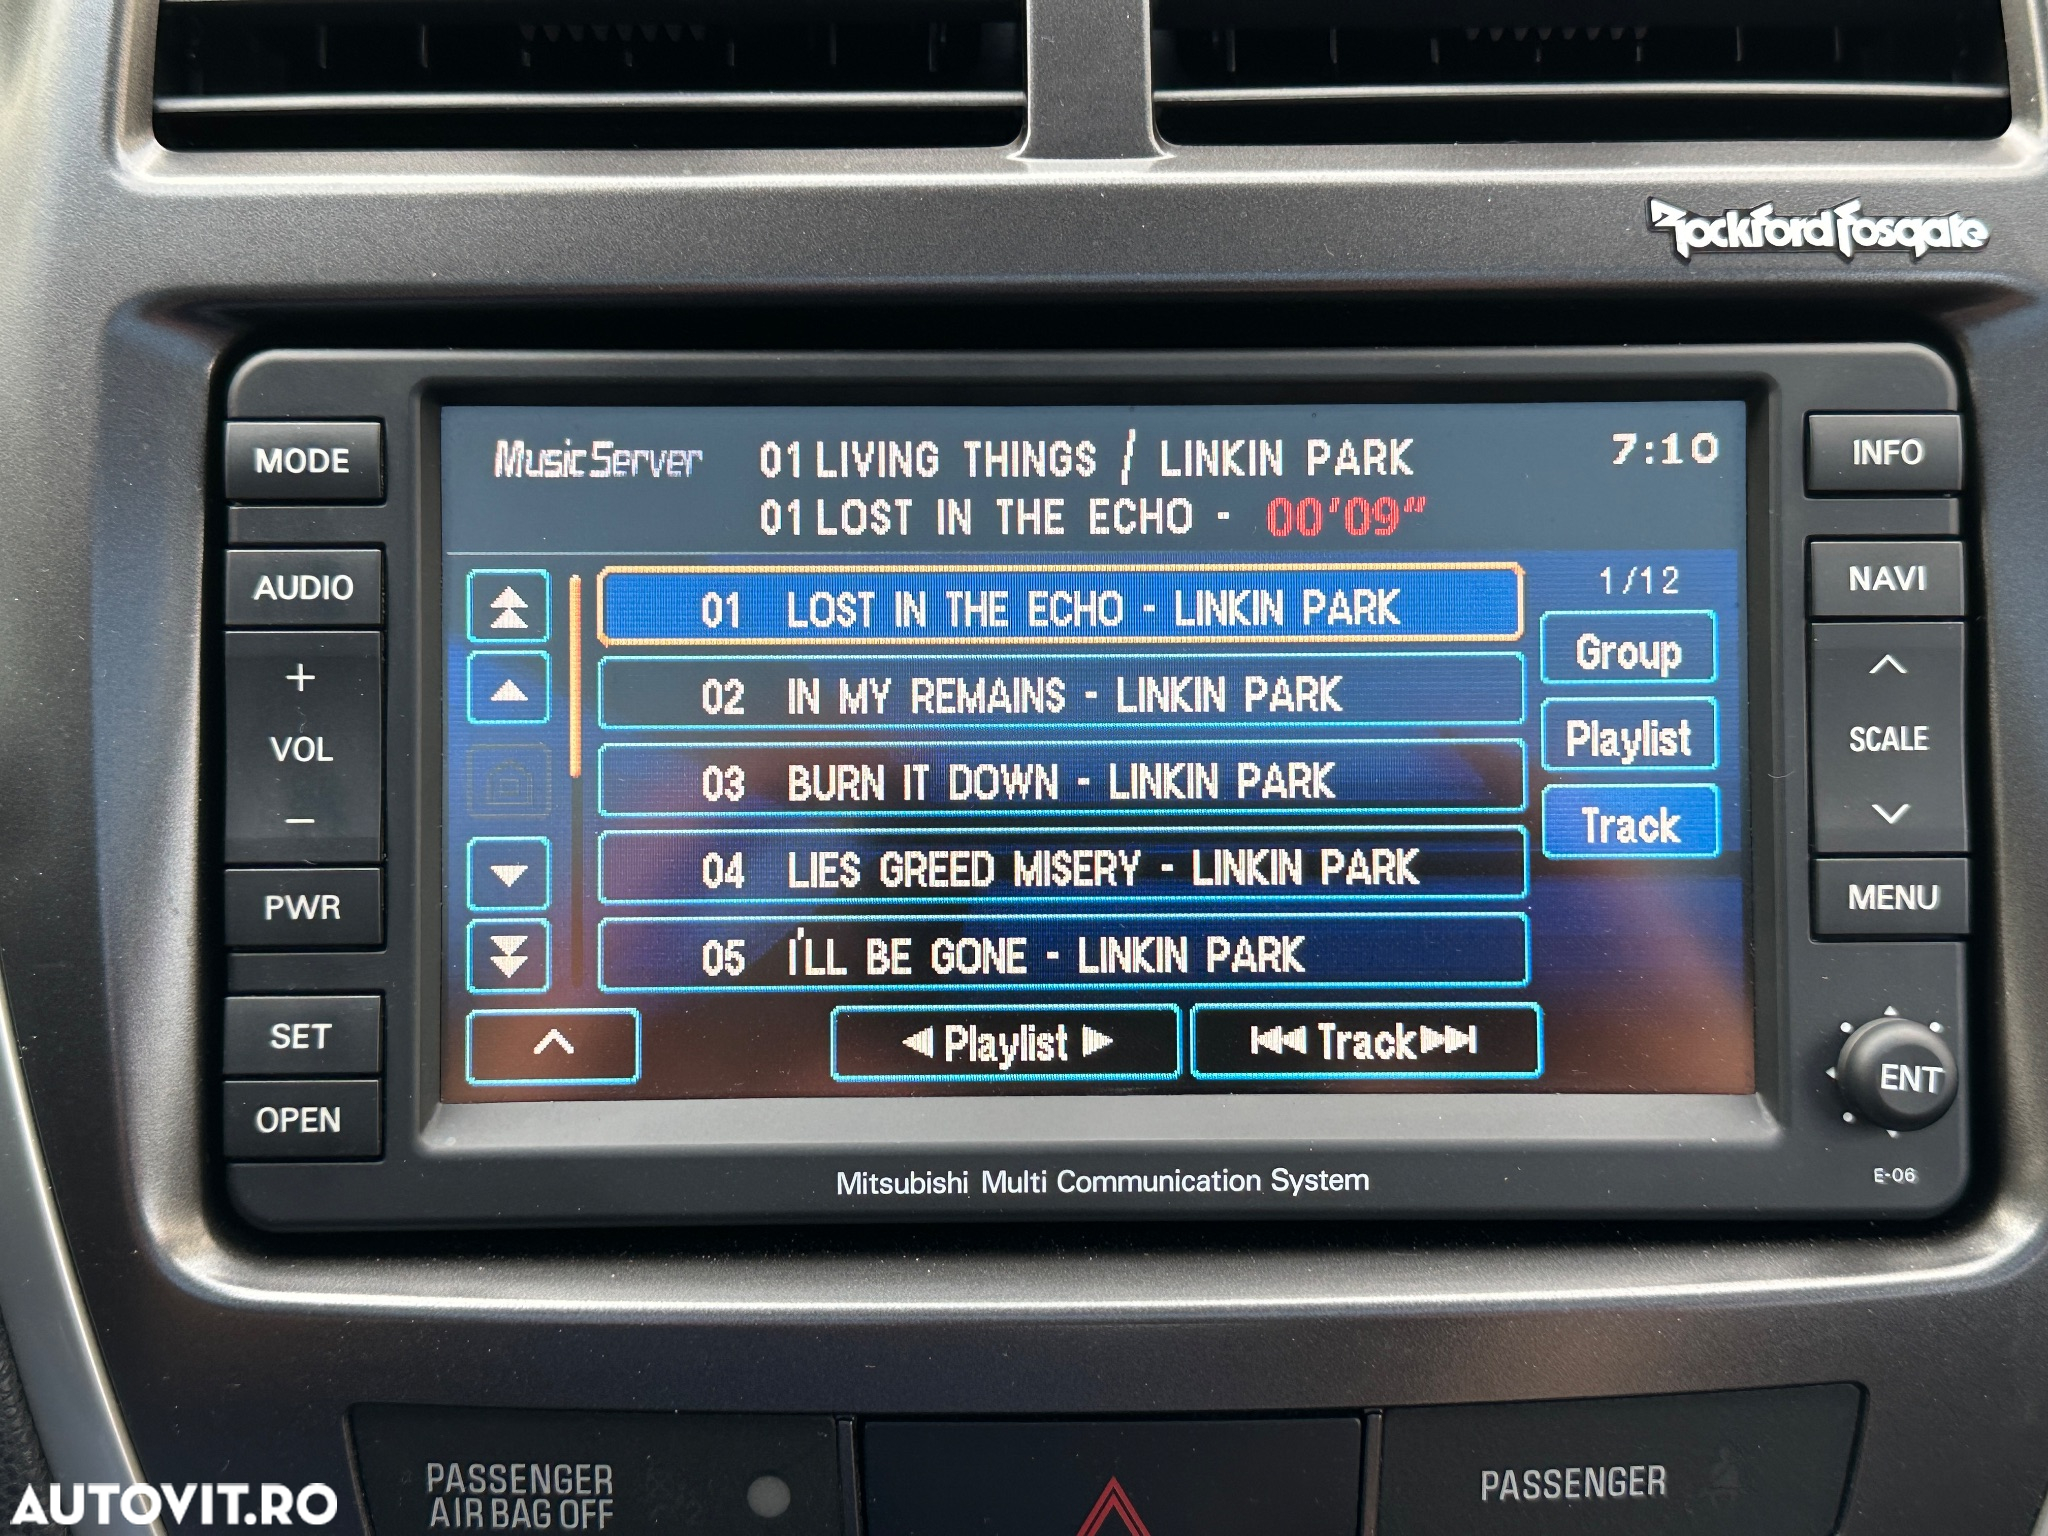 Rockford Fosgate
MODE
AUDIO
+
VOL
-
PWR
SET
OPEN
MusicServer 01 LIVING THINGS / LINKIN PARK 7:10
01 LOST IN THE ECHO - 00'09"
1/12
01 LOST IN THE ECHO - LINKIN PARK
02 IN MY REMAINS - LINKIN PARK
03 BURN IT DOWN - LINKIN PARK
04 LIES GREED MISERY - LINKIN PARK
05 I'LL BE GONE - LINKIN PARK
Group
Playlist
Track
Playlist
Track
INFO
NAVI
SCALE
MENU
ENT
E-06
Mitsubishi Multi Communication System
PASSENGER
AIR BAG OFF
PASSENGER
AUTOVIT.RO